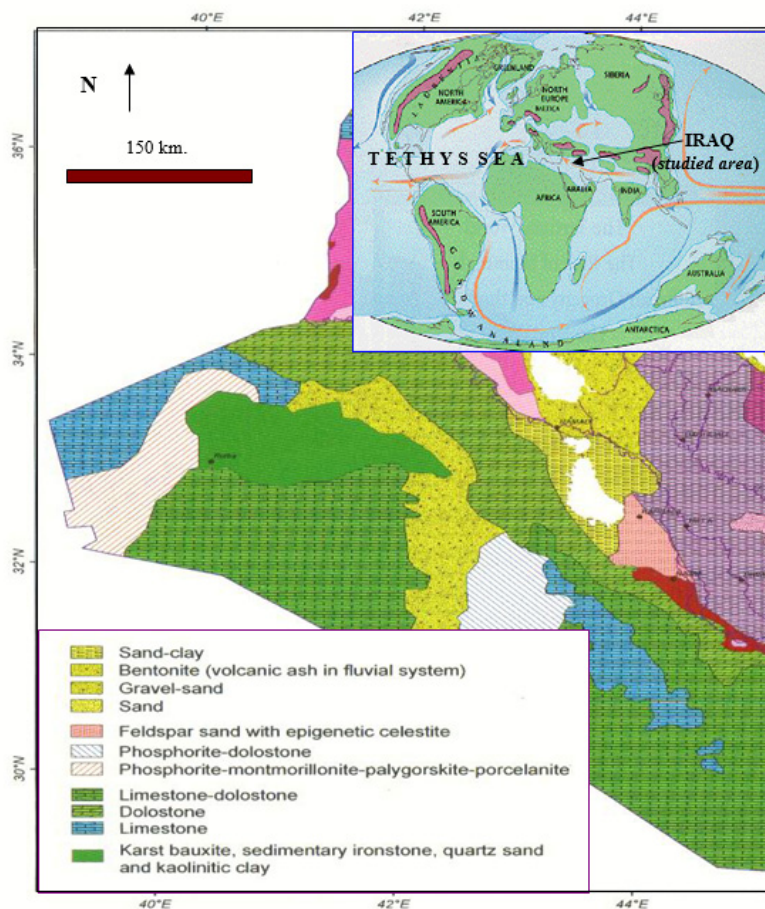 40°E 42°E 44°E
N
150 km.
36°N
34°N
32°N
30°N
GREENLAND
SIBERIA
LAURENTIA
NORTH
AMERICA
NORTH
EUROPE
BALTICA
IRAQ
(studied area)
TETHYS SEA
AFRICA
ARABIA
INDIA
SOUTH
AMERICA
AUSTRALIA
GONDWANALAND
ANTARCTICA
Sand-clay
Bentonite (volcanic ash in fluvial system)
Gravel-sand
Sand
Feldspar sand with epigenetic celestite
Phosphorite-dolostone
Phosphorite-montmorillonite-palygorskite-porcelanite
Limestone-dolostone
Dolostone
Limestone
Karst bauxite, sedimentary ironstone, quartz sand
and kaolinitic clay
40°E 42°E 44°E